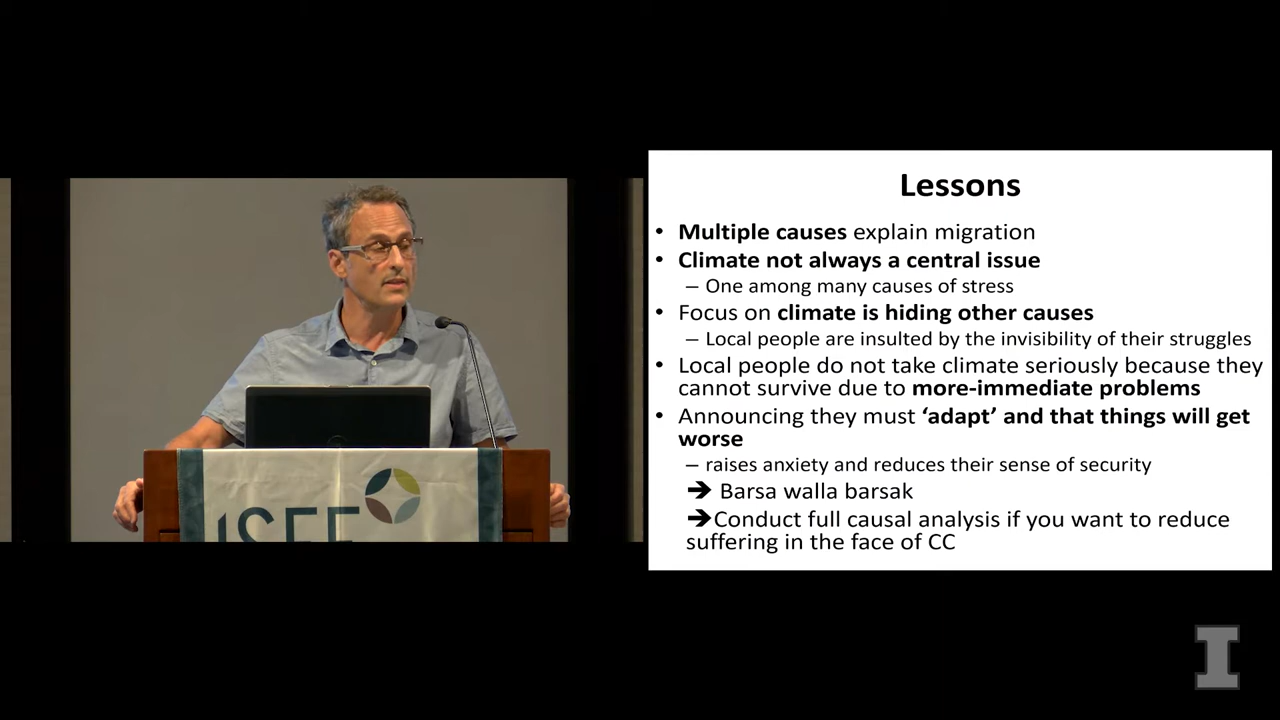 Lessons
• Multiple causes explain migration
• Climate not always a central issue
– One among many causes of stress
• Focus on climate is hiding other causes
– Local people are insulted by the invisibility of their struggles
• Local people do not take climate seriously because they
cannot survive due to more-immediate problems
• Announcing they must ‘adapt’ and that things will get
worse
– raises anxiety and reduces their sense of security
➔ Barsa walla barsak
➔Conduct full causal analysis if you want to reduce
suffering in the face of CC
ISEE
I